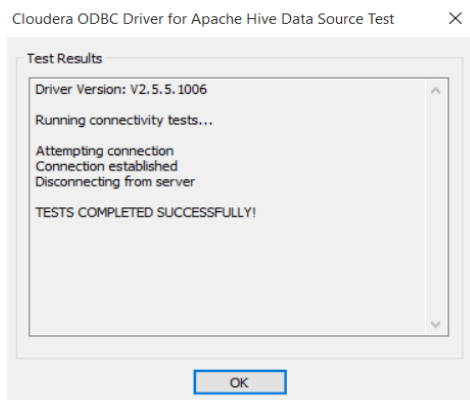 Cloudera ODBC Driver for Apache Hive Data Source Test
Test Results
Driver Version: V2.5.5.1006
Running connectivity tests...
Attempting connection
Connection established
Disconnecting from server
TESTS COMPLETED SUCCESSFULLY!
OK